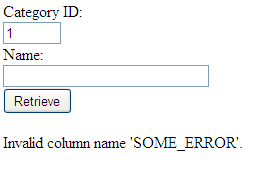 Category ID:
1
Name:
Retrieve
Invalid column name 'SOME_ERROR'.